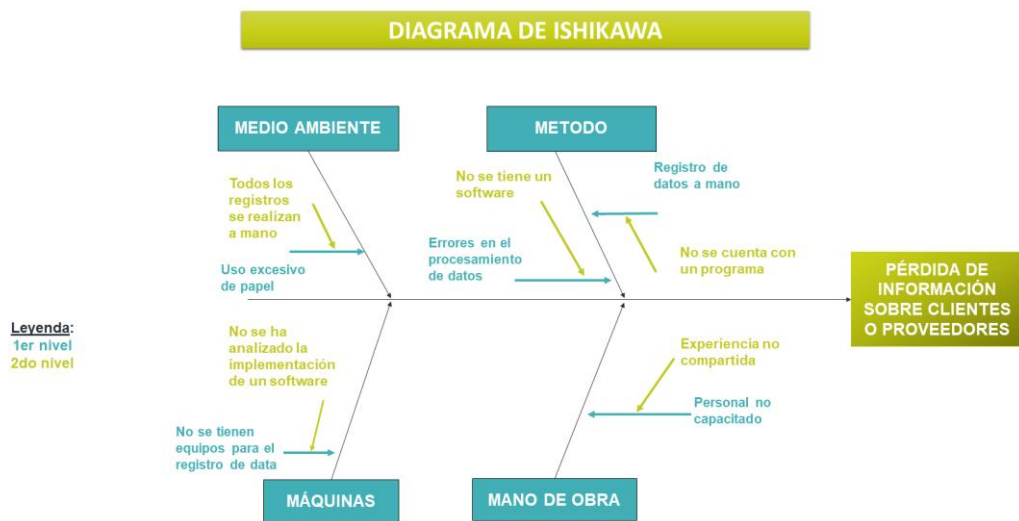 DIAGRAMA DE ISHIKAWA
MEDIO AMBIENTE
METODO
Todos los
registros
se realizan
a mano
Uso excesivo
de papel
No se tiene un
software
Errores en el
procesamiento
de datos
Registro de
datos a mano
No se cuenta con
un programa
PÉRDIDA DE
INFORMACIÓN
SOBRE CLIENTES
O PROVEEDORES
Leyenda:
1er nivel
2do nivel
No se ha
analizado la
implementación
de un software
No se tienen
equipos para el
registro de data
Experiencia no
compartida
Personal no
capacitado
MÁQUINAS
MANO DE OBRA